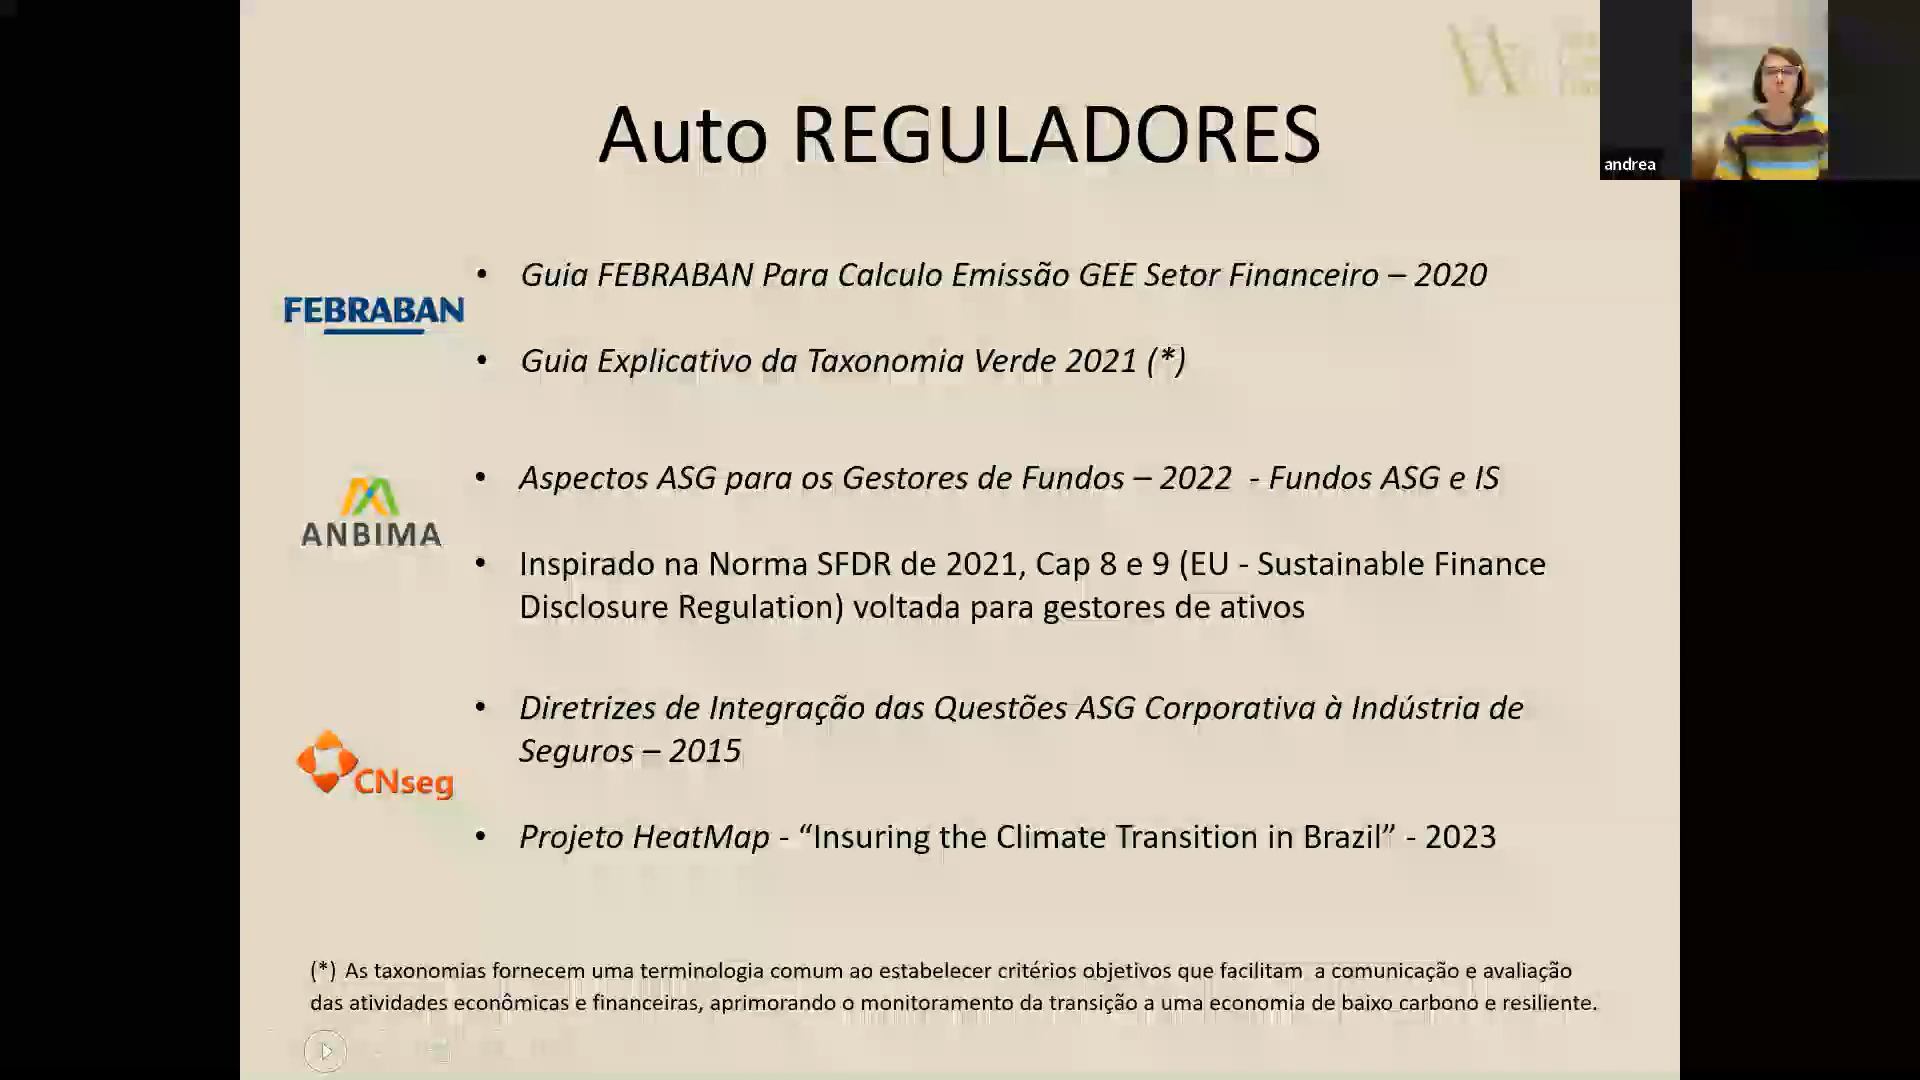 Auto REGULADORES
andrea
FEBRABAN
• Guia FEBRABAN Para Calculo Emissão GEE Setor Financeiro – 2020
• Guia Explicativo da Taxonomia Verde 2021 (*)
ANBIMA
• Aspectos ASG para os Gestores de Fundos – 2022 - Fundos ASG e IS
• Inspirado na Norma SFDR de 2021, Cap 8 e 9 (EU - Sustainable Finance
Disclosure Regulation) voltada para gestores de ativos
CNseg
• Diretrizes de Integração das Questões ASG Corporativa à Indústria de
Seguros – 2015
• Projeto HeatMap - “Insuring the Climate Transition in Brazil” - 2023
(*) As taxonomias fornecem uma terminologia comum ao estabelecer critérios objetivos que facilitam a comunicação e avaliação
das atividades econômicas e financeiras, aprimorando o monitoramento da transição a uma economia de baixo carbono e resiliente.